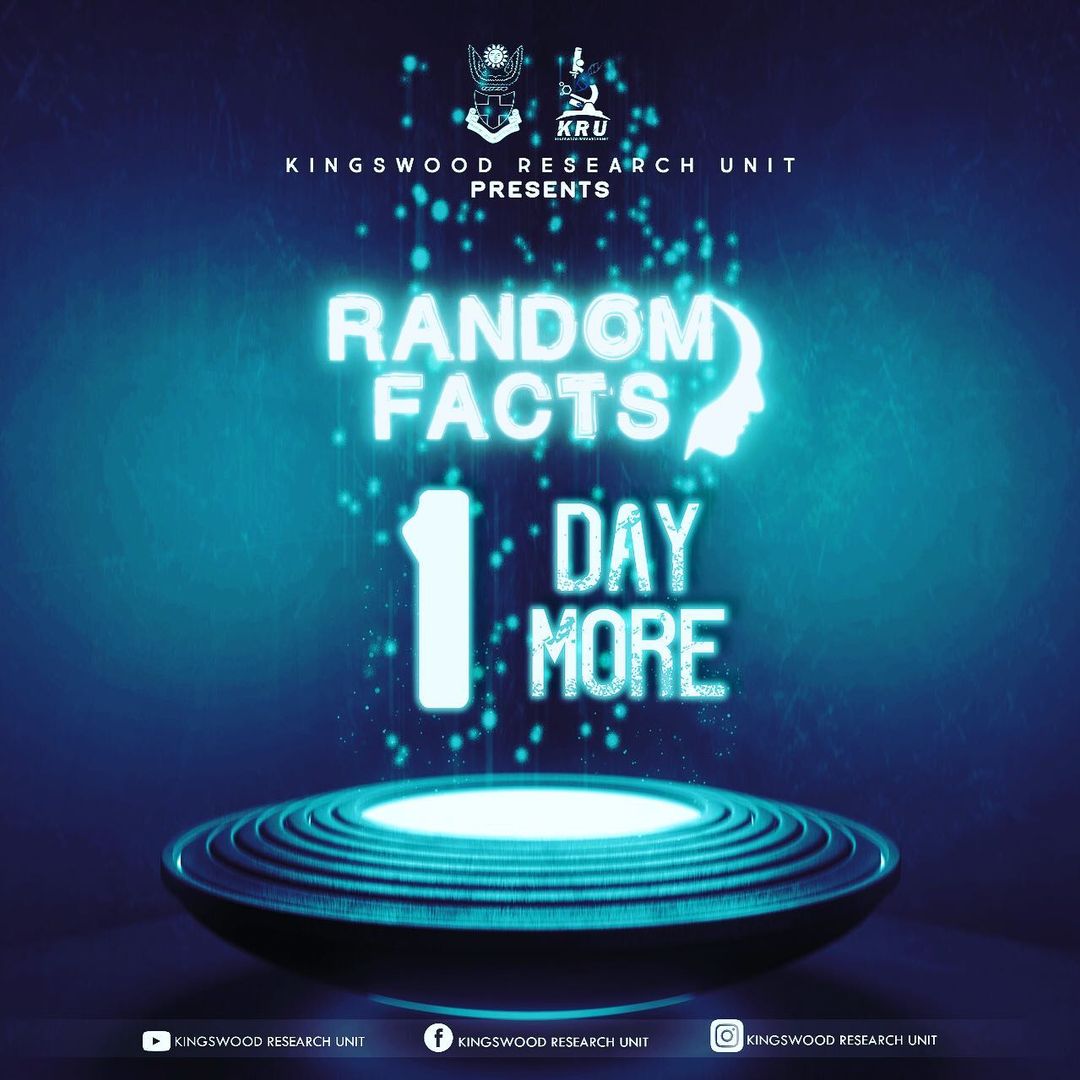 KRU
KINGSWOOD RESEARCH UNIT
PRESENTS
RANDOM
FACTS
1 DAY
MORE
KINGSWOOD RESEARCH UNIT
KINGSWOOD RESEARCH UNIT
KINGSWOOD RESEARCH UNIT